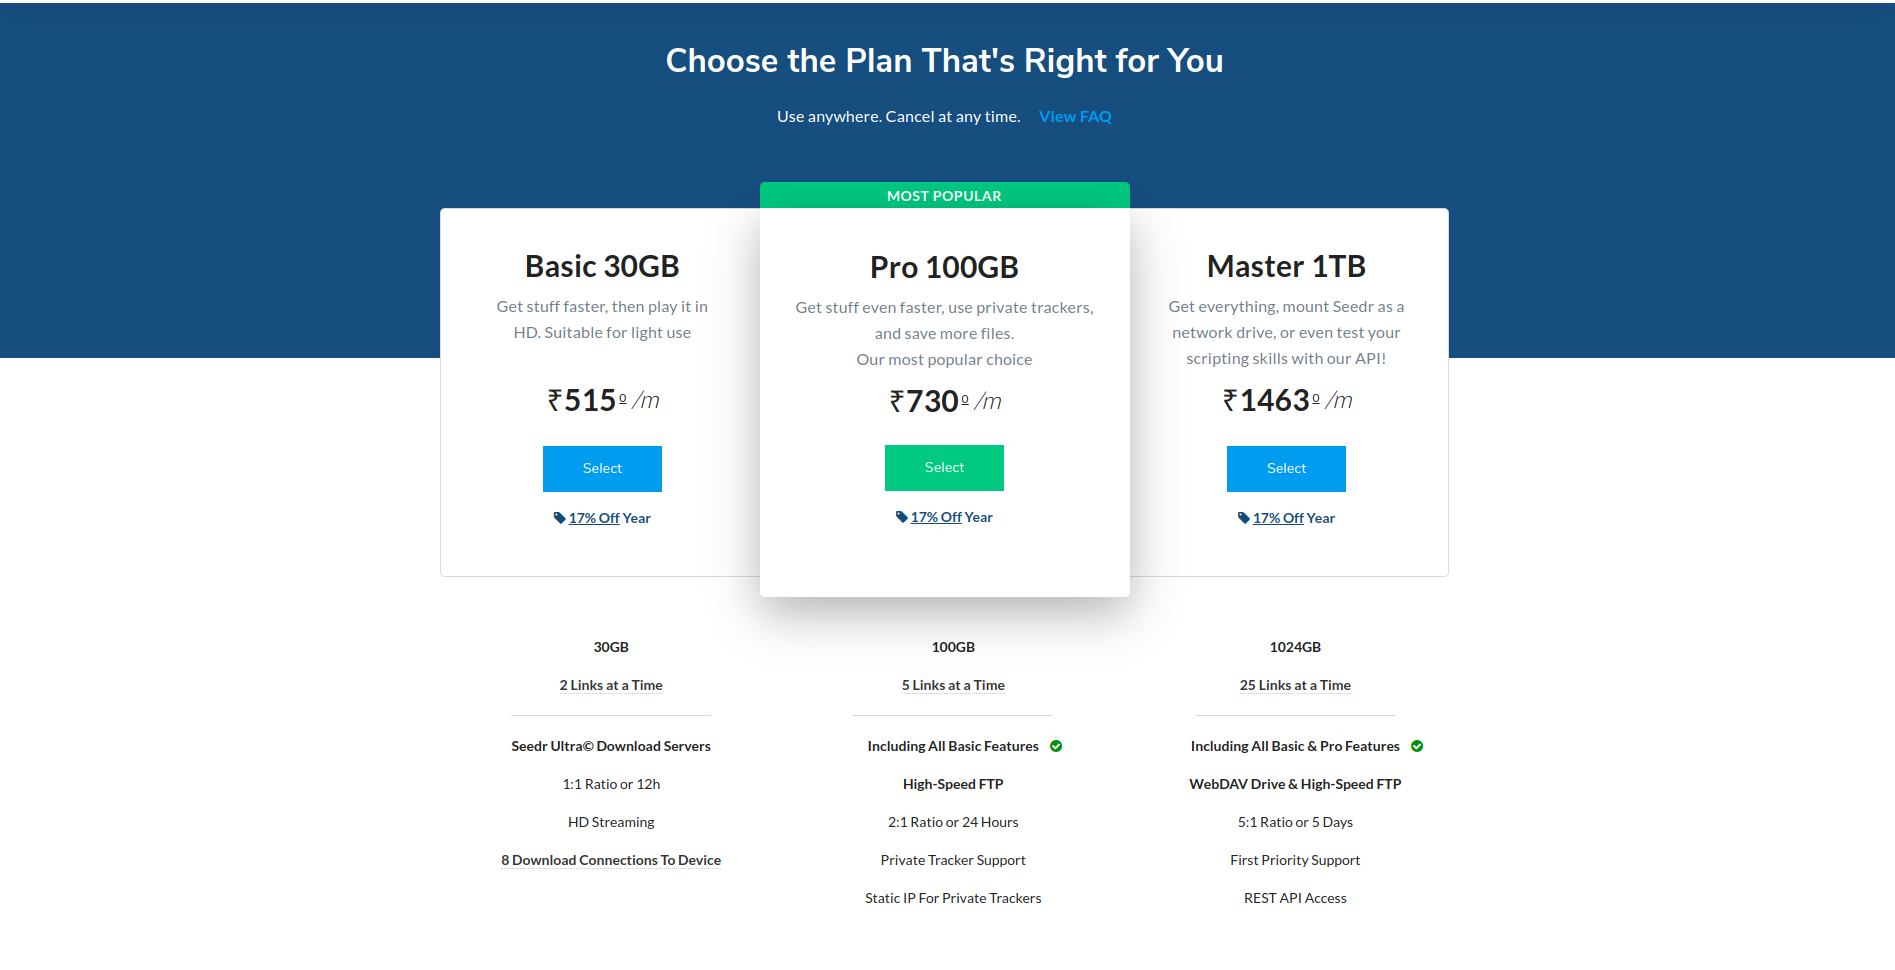 Choose the Plan That's Right for You
Use anywhere. Cancel at any time. View FAQ
MOST POPULAR
Basic 30GB
Get stuff faster, then play it in
HD. Suitable for light use
₹515º /m
Select
17% Off Year
Pro 100GB
Get stuff even faster, use private trackers,
and save more files.
Our most popular choice
₹730º /m
Select
17% Off Year
Master 1TB
Get everything, mount Seedr as a
network drive, or even test your
scripting skills with our API!
₹1463º /m
Select
17% Off Year
30GB
2 Links at a Time
Seedr Ultra© Download Servers
1:1 Ratio or 12h
HD Streaming
8 Download Connections To Device
100GB
5 Links at a Time
Including All Basic Features
High-Speed FTP
2:1 Ratio or 24 Hours
Private Tracker Support
Static IP For Private Trackers
1024GB
25 Links at a Time
Including All Basic & Pro Features
WebDAV Drive & High-Speed FTP
5:1 Ratio or 5 Days
First Priority Support
REST API Access